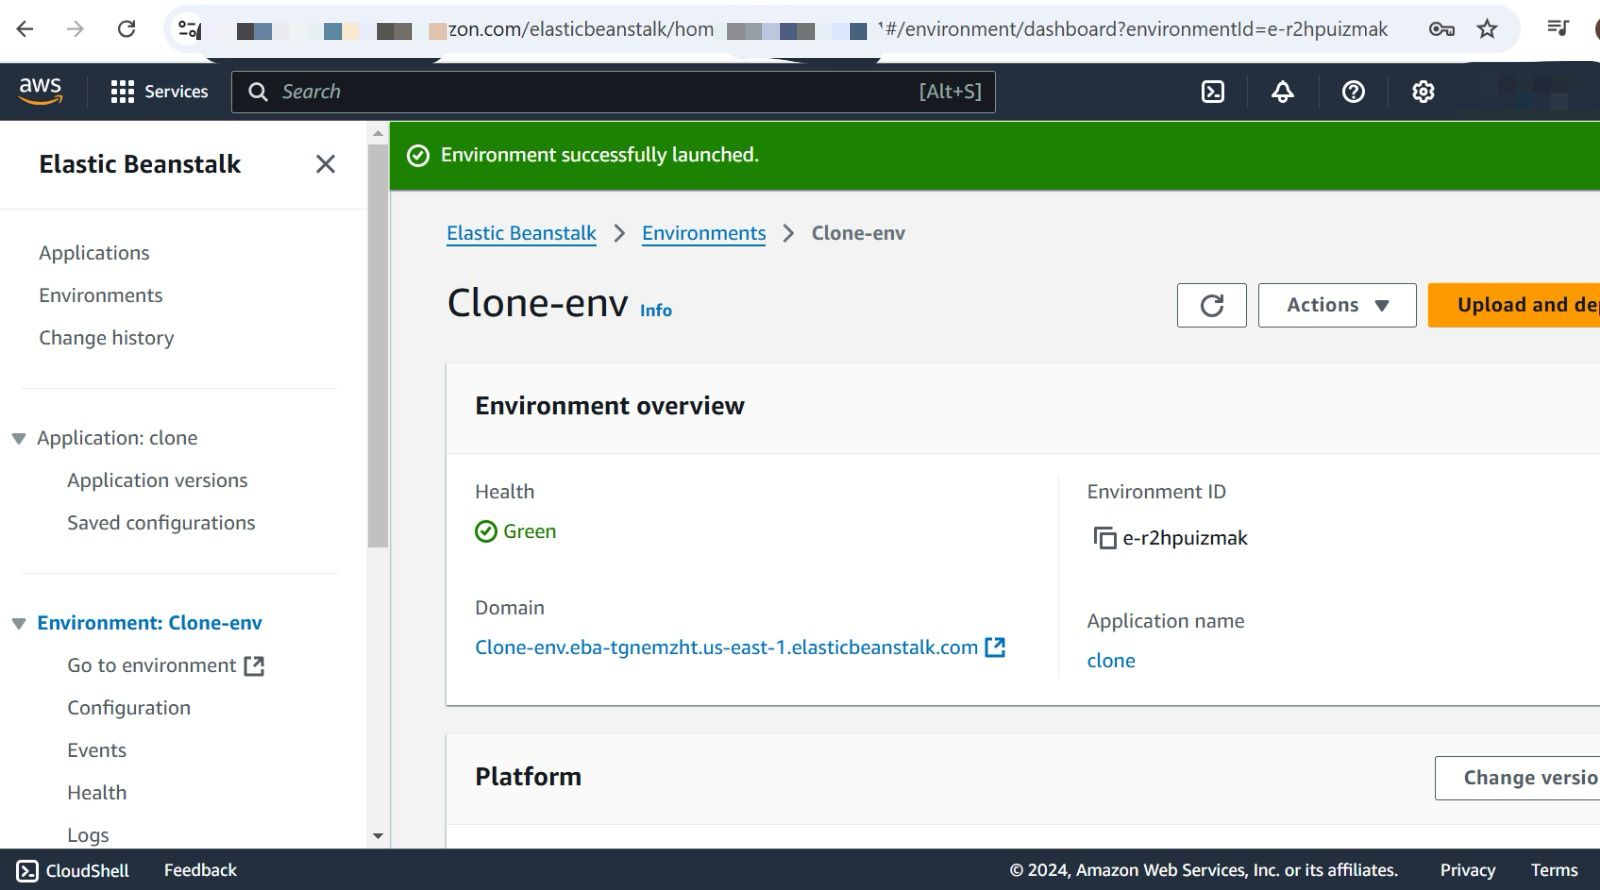 zon.com/elasticbeanstalk/hom
#/environment/dashboard?environmentId=e-r2hpuizmak
aws
Services
Search
[Alt+S]
Elastic Beanstalk
Applications
Environments
Change history
Application: clone
Application versions
Saved configurations
Environment: Clone-env
Go to environment
Configuration
Events
Health
Logs
Environment successfully launched.
Elastic Beanstalk > Environments > Clone-env
Clone-env Info
Actions
Upload and de
Environment overview
Health
Green
Domain
Clone-env.eba-tgnemzht.us-east-1.elasticbeanstalk.com
Environment ID
e-r2hpuizmak
Application name
clone
Platform
Change versio
CloudShell
Feedback
© 2024, Amazon Web Services, Inc. or its affiliates.
Privacy
Terms